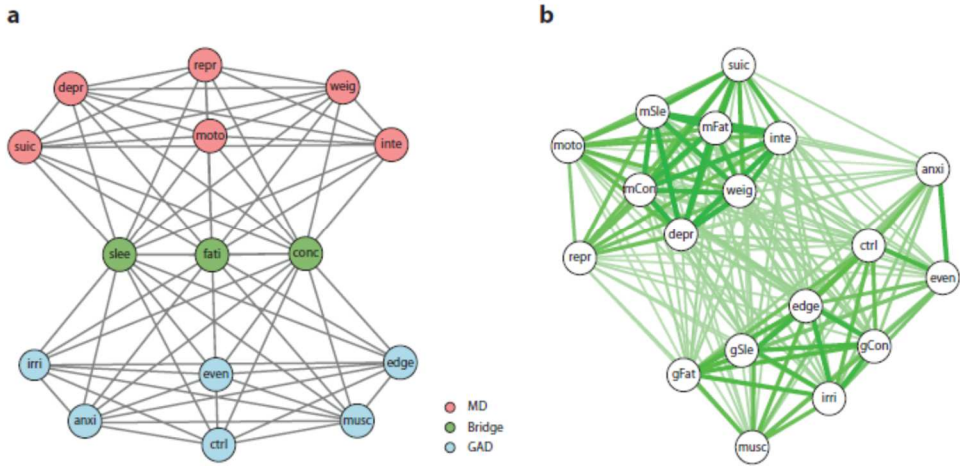 a
b
repr
depr
weig
moto
suic
inte
slee
fati
conc
irri
even
edge
anxi
ctrl
musc
MD
Bridge
GAD
suic
mSle
mFat
moto
inte
anxi
mCon
weig
depr
repr
ctrl
even
edge
gSle
gCon
gFat
irri
musc